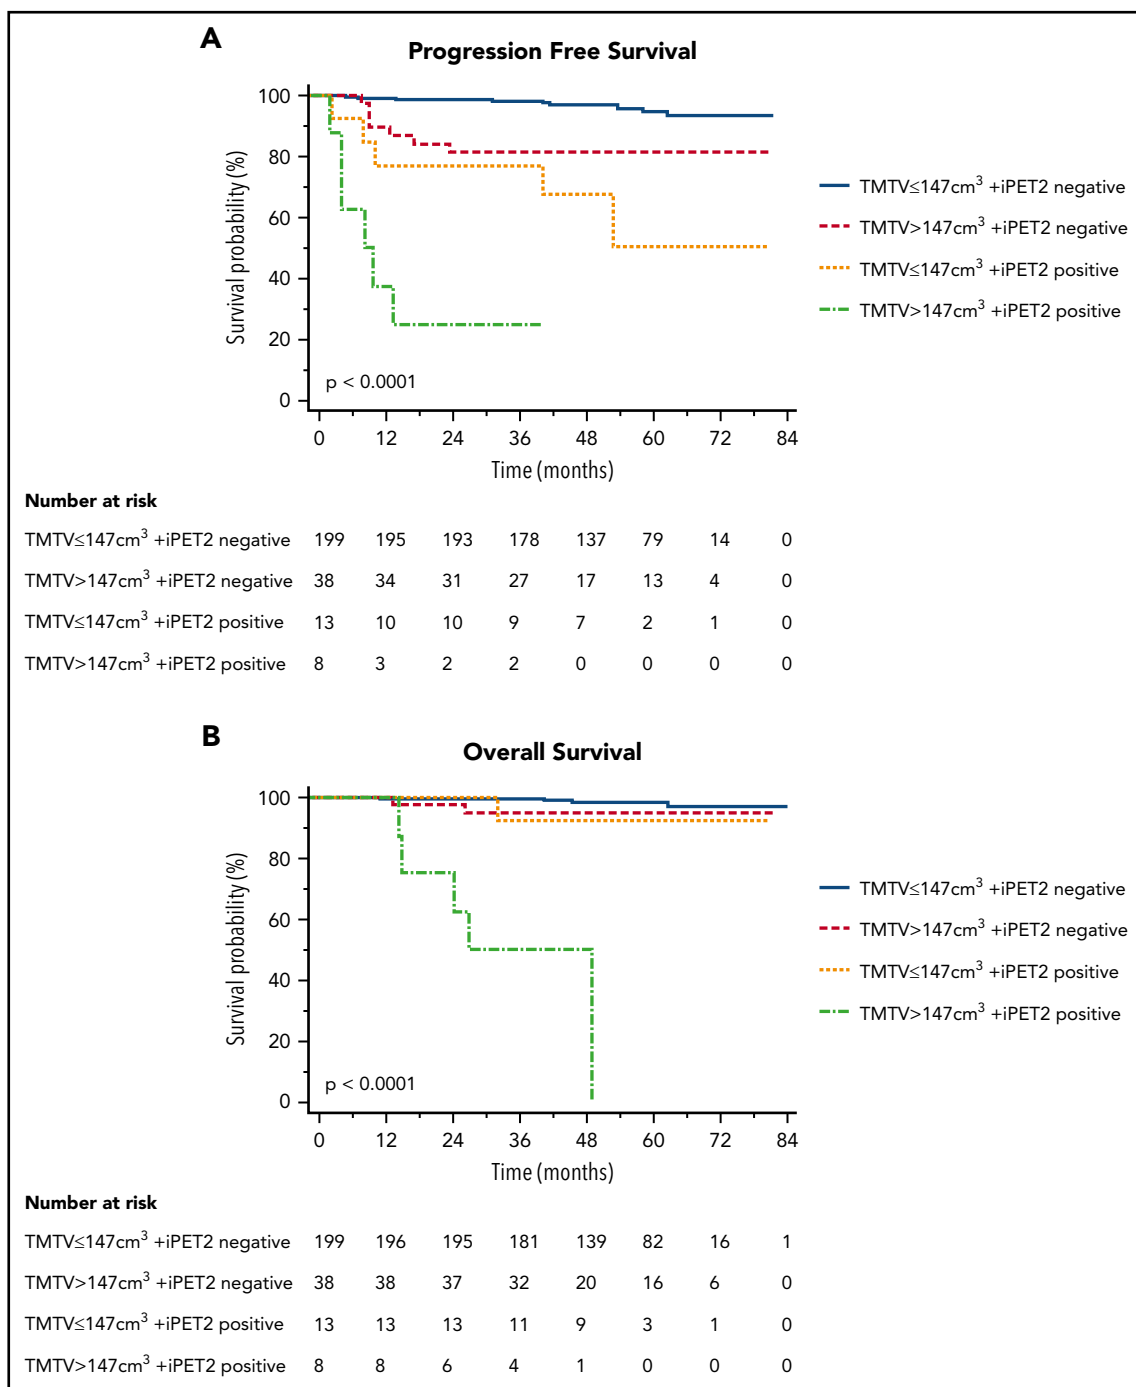 A
Progression Free Survival
100
80
60
40
20
0
Survival probability (%)
p < 0.0001
0 12 24 36 48 60 72 84
Time (months)
TMTV≤147cm³ +iPET2 negative
TMTV>147cm³ +iPET2 negative
TMTV≤147cm³ +iPET2 positive
TMTV>147cm³ +iPET2 positive
Number at risk
TMTV≤147cm³ +iPET2 negative 199 195 193 178 137 79 14 0
TMTV>147cm³ +iPET2 negative 38 34 31 27 17 13 4 0
TMTV≤147cm³ +iPET2 positive 13 10 10 9 7 2 1 0
TMTV>147cm³ +iPET2 positive 8 3 2 2 0 0 0 0
B
Overall Survival
100
80
60
40
20
0
Survival probability (%)
p < 0.0001
0 12 24 36 48 60 72 84
Time (months)
TMTV≤147cm³ +iPET2 negative
TMTV>147cm³ +iPET2 negative
TMTV≤147cm³ +iPET2 positive
TMTV>147cm³ +iPET2 positive
Number at risk
TMTV≤147cm³ +iPET2 negative 199 196 195 181 139 82 16 1
TMTV>147cm³ +iPET2 negative 38 38 37 32 20 16 6 0
TMTV≤147cm³ +iPET2 positive 13 13 13 11 9 3 1 0
TMTV>147cm³ +iPET2 positive 8 8 6 4 1 0 0 0